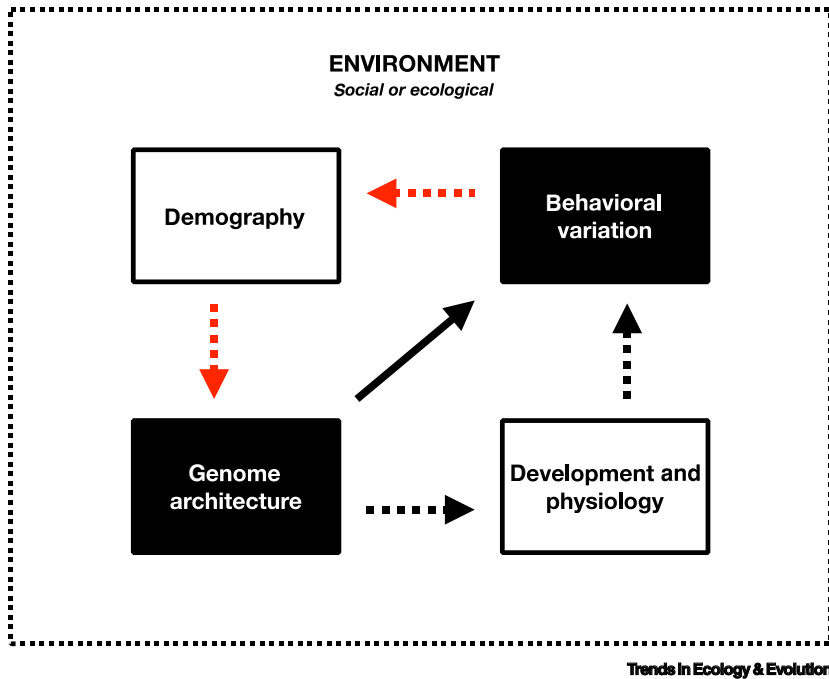 ENVIRONMENT
Social or ecological
Demography
Behavioral
variation
Genome
architecture
Development and
physiology
Trends in Ecology & Evolution